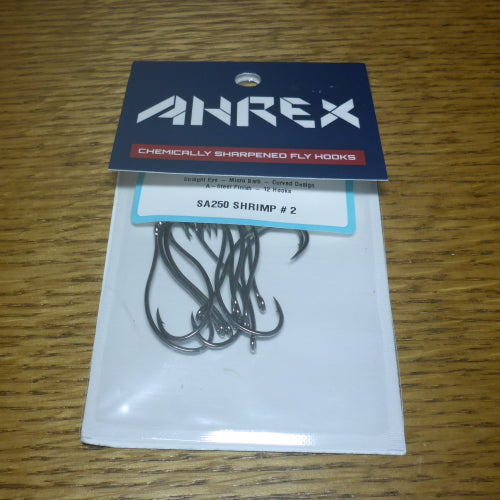 AHREX
CHEMICALLY SHARPENED FLY HOOKS
Straight Eye – Micro Barb – Curved Design
A-Steel Finish – 12 Hooks
SA250 SHRIMP # 2